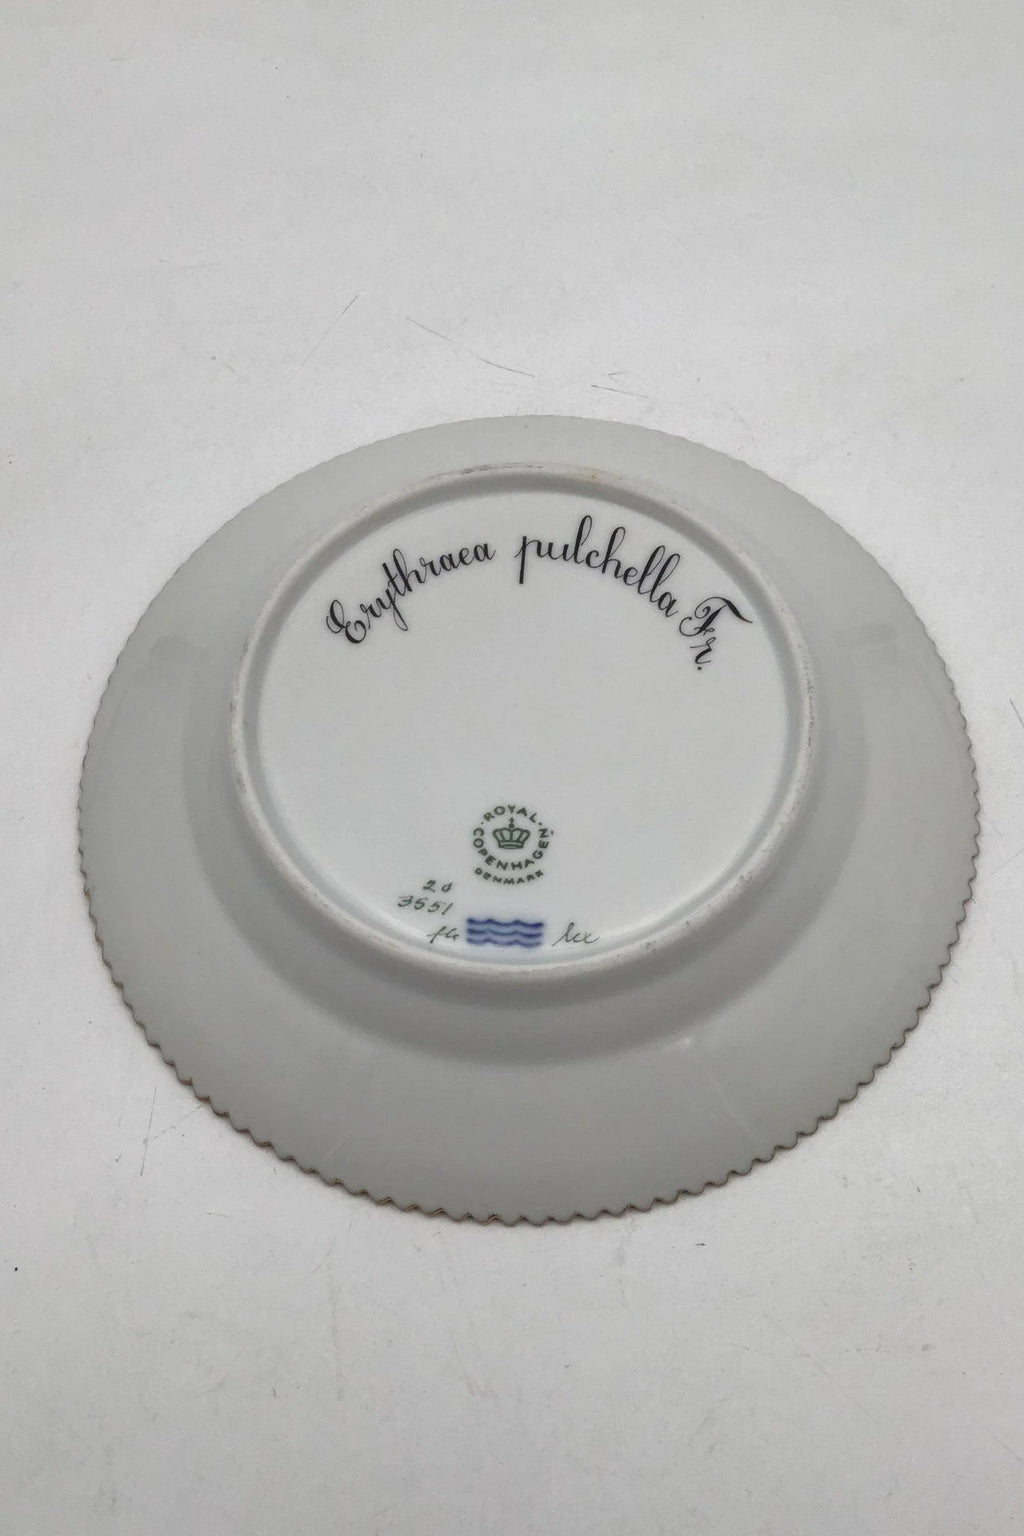 Erythraea pulchella Fr.
ROYAL
COPENHAGEN
DENMARK
20
3551